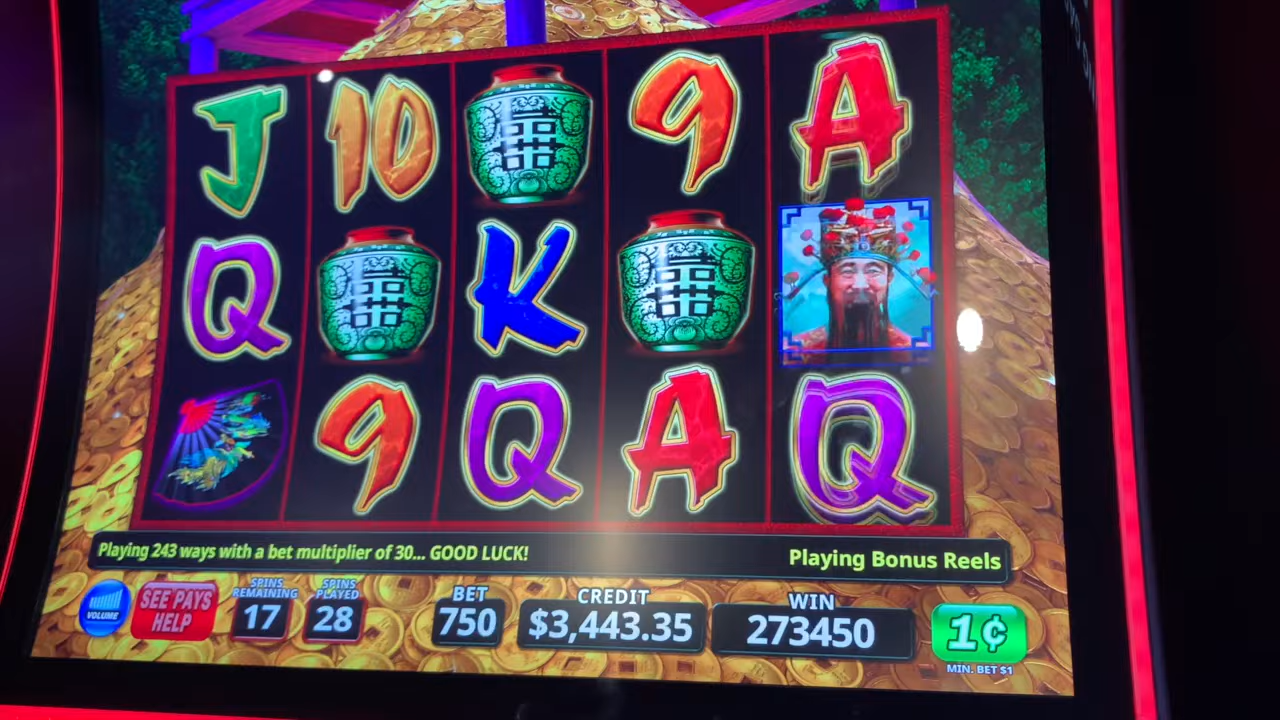 J 10 9 A
Q K
9 Q A Q
Playing 243 ways with a bet multiplier of 30... GOOD LUCK!
Playing Bonus Reels
VOLUME
SEE PAYS
HELP
SPINS
REMAINING
17
SPINS
PLAYED
28
BET
750
CREDIT
$3,443.35
WIN
273450
1¢
MIN. BET $1